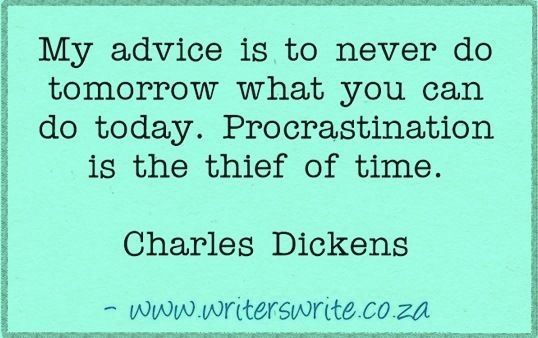 My advice is to never do
tomorrow what you can
do today. Procrastination
is the thief of time.
Charles Dickens
- www.writerswrite.co.za